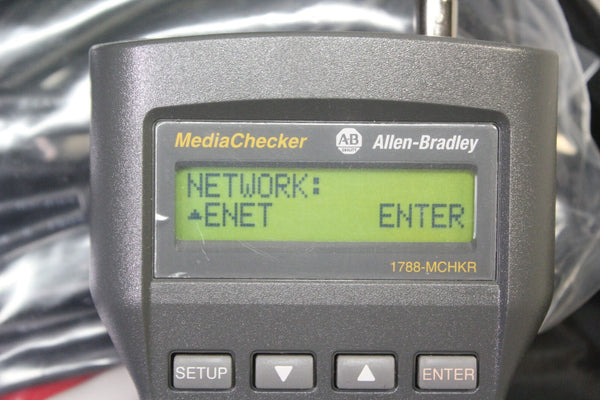 MediaChecker AB Allen-Bradley
NETWORK:
▲ENET ENTER
1788-MCHKR
SETUP ▼ ▲ ENTER